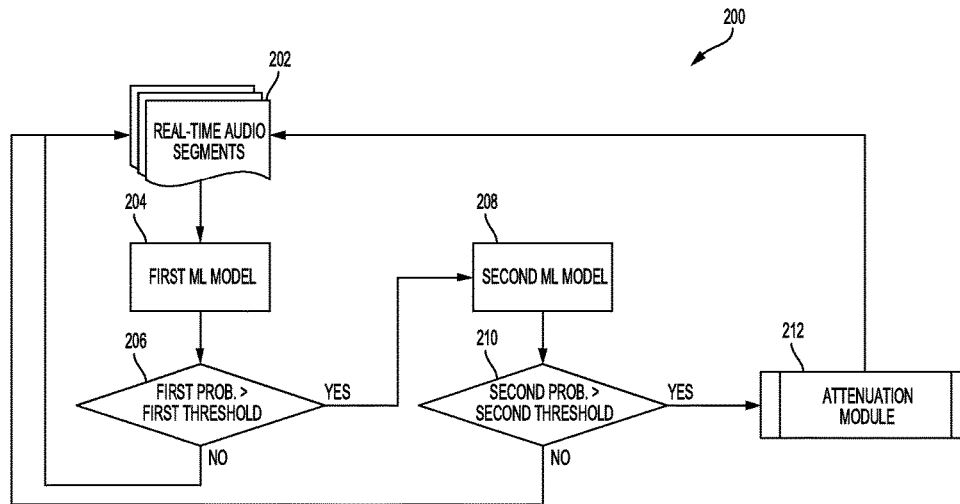 200
202
REAL-TIME AUDIO
SEGMENTS
204
208
FIRST ML MODEL
SECOND ML MODEL
206
210
212
FIRST PROB. >
FIRST THRESHOLD
YES
SECOND PROB. >
SECOND THRESHOLD
YES
ATTENUATION
MODULE
NO
NO